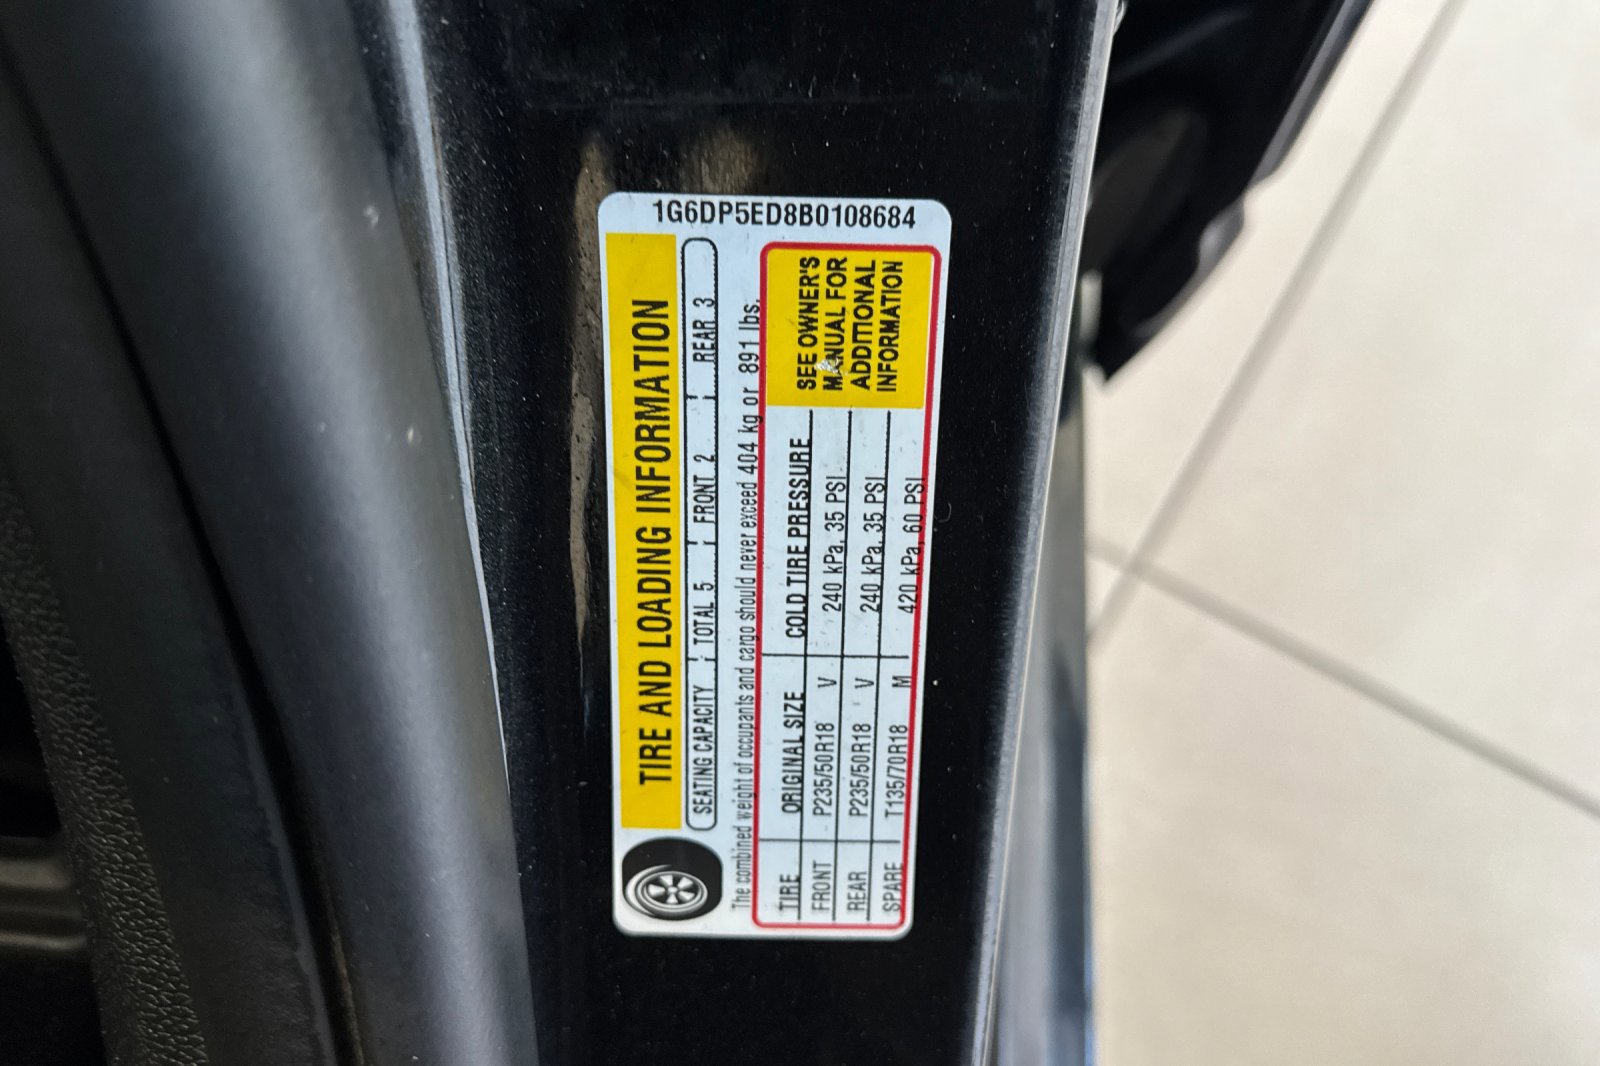 1G6DP5ED8B0108684
TIRE AND LOADING INFORMATION
SEATING CAPACITY TOTAL 5 FRONT 2 REAR 3
The combined weight of occupants and cargo should never exceed 404 kg or 891 lbs.
TIRE ORIGINAL SIZE COLD TIRE PRESSURE
FRONT P235/50R18 V 240 kPa, 35 PSI
REAR P235/50R18 V 240 kPa, 35 PSI
SPARE T135/70R18 M 420 kPa, 60 PSI
SEE OWNER'S
MANUAL FOR
ADDITIONAL
INFORMATION